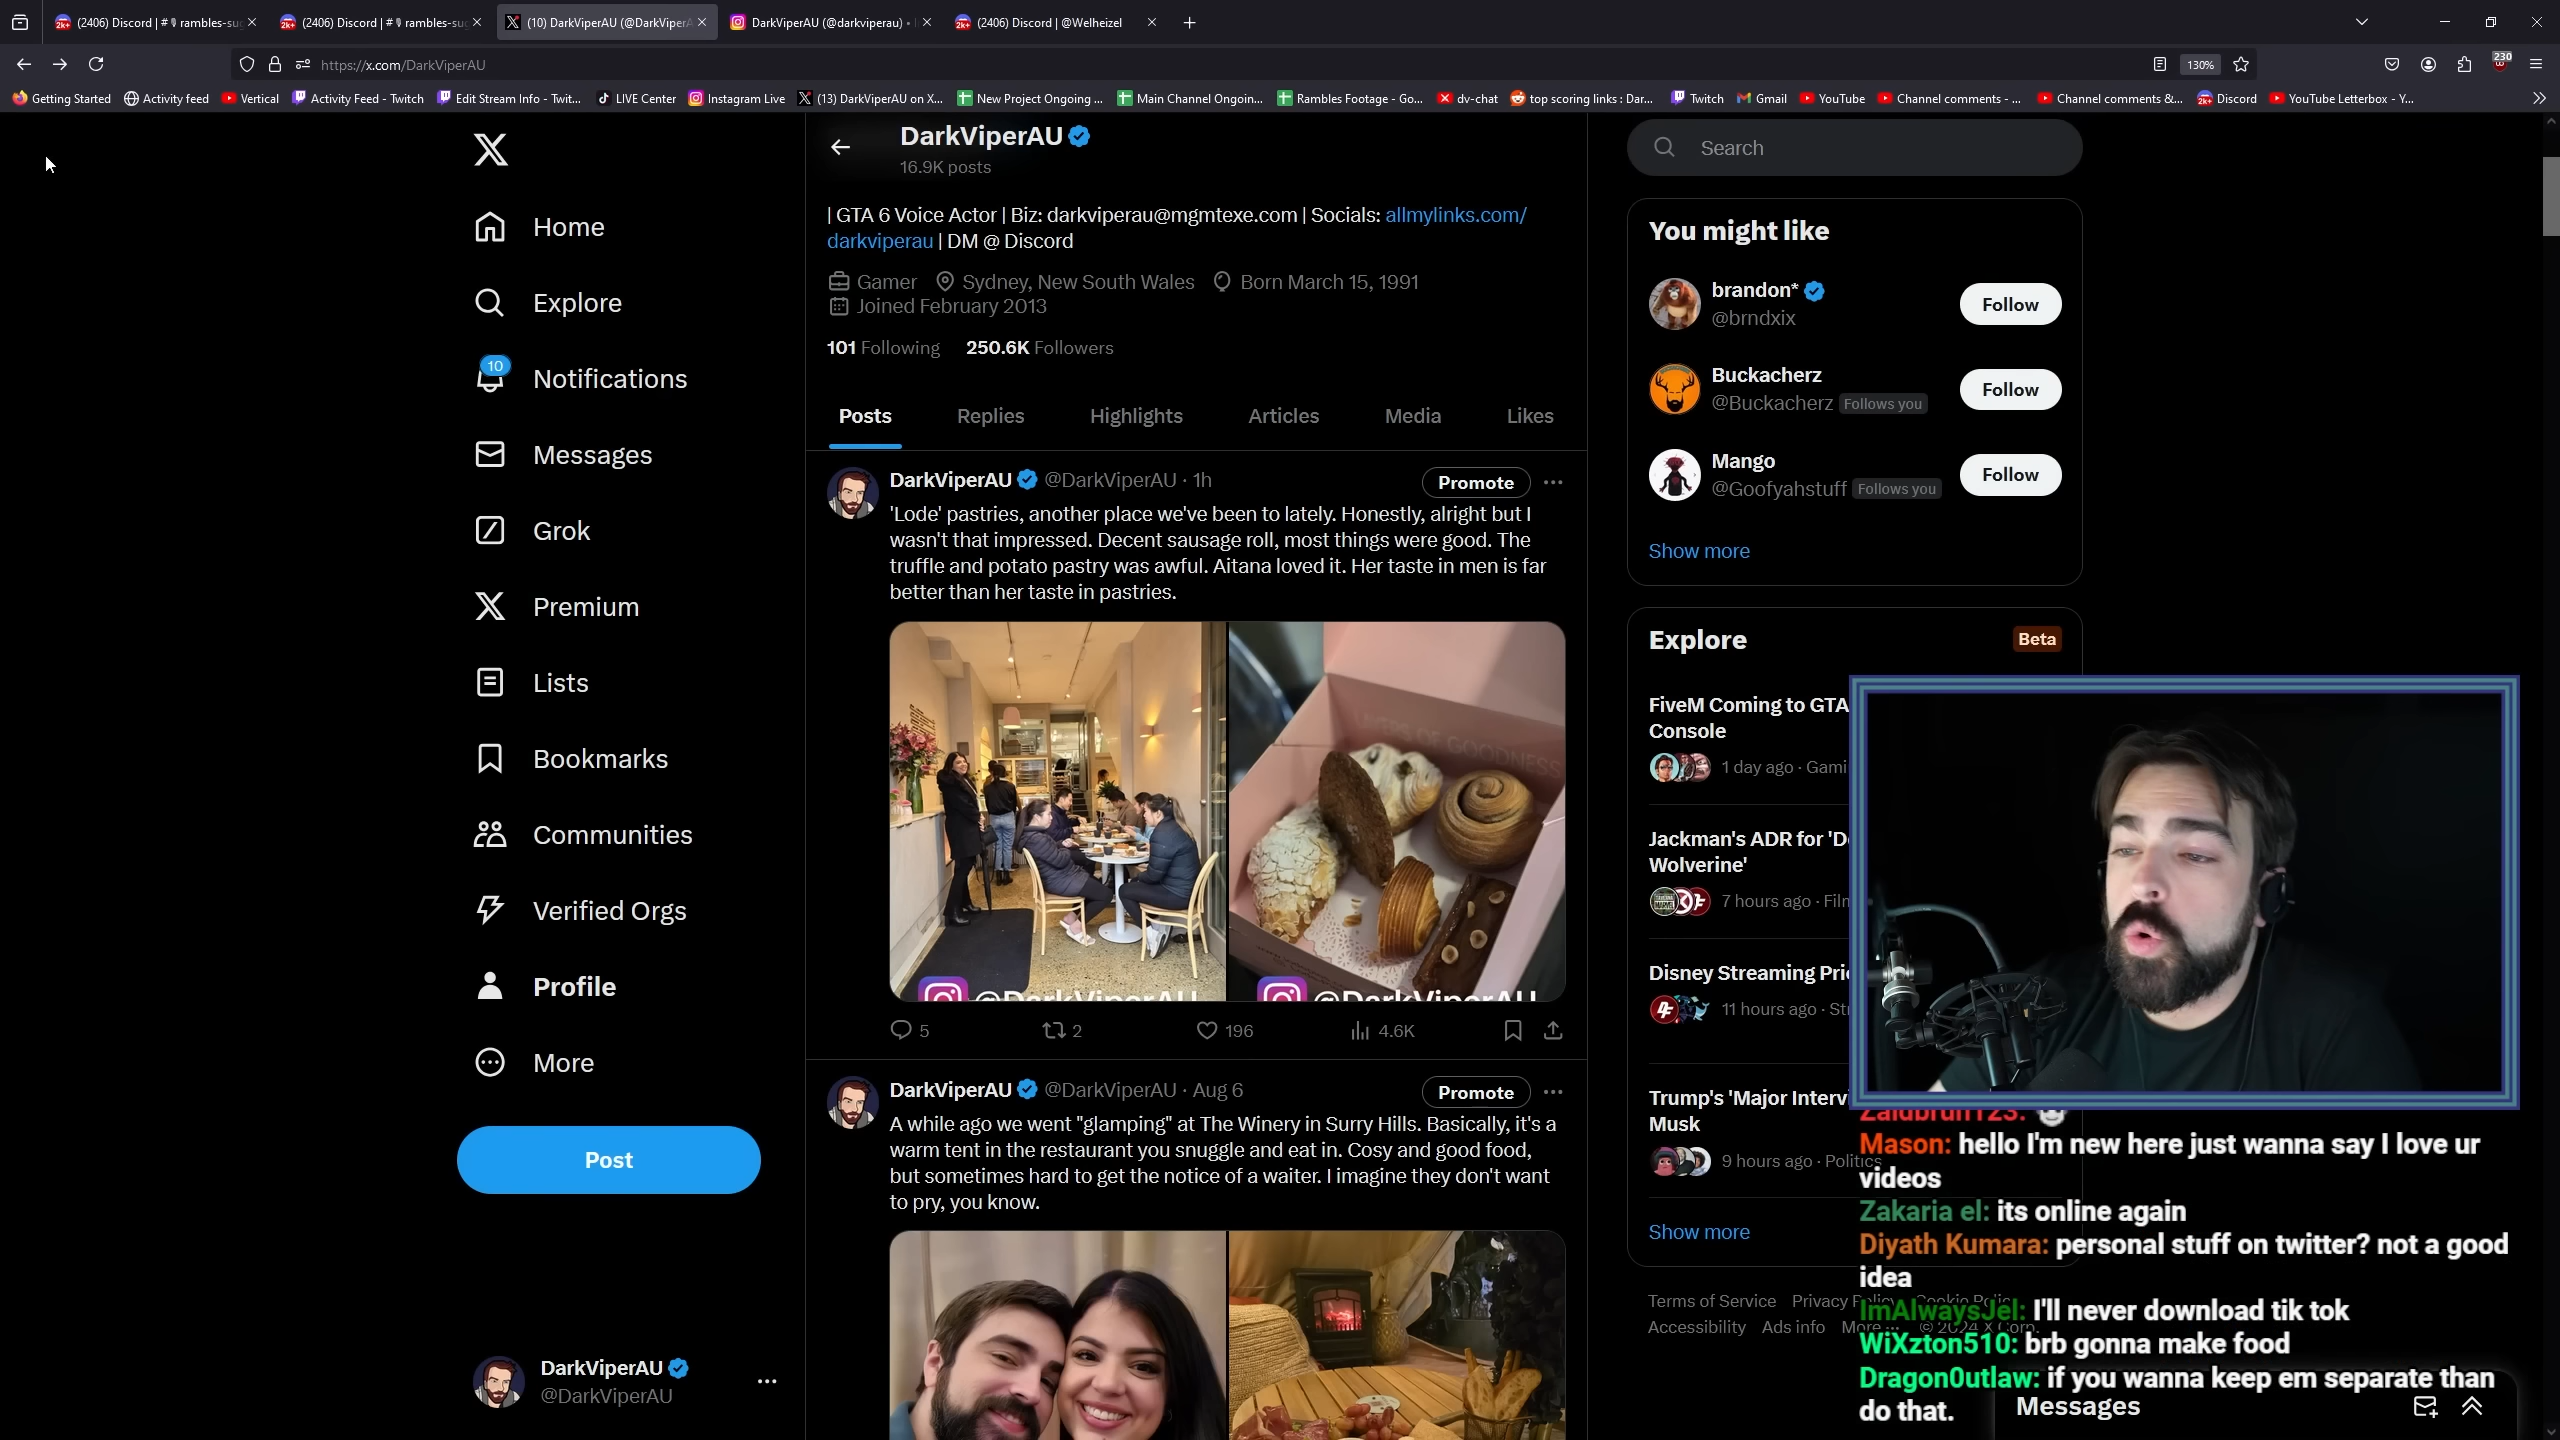 (2406) Discord | # rambles-sug
(2406) Discord | # rambles-sug
(10) DarkViperAU (@DarkViperA
DarkViperAU (@darkviperau) •
(2406) Discord | @Welheizel
https://x.com/DarkViperAU
130%
230
Getting Started
Activity feed
Vertical
Activity Feed - Twitch
Edit Stream Info - Twit...
LIVE Center
Instagram Live
(13) DarkViperAU on X...
New Project Ongoing ...
Main Channel Ongoin...
Rambles Footage - Go...
dv-chat
top scoring links : Dar...
Twitch
Gmail
YouTube
Channel comments - ...
Channel comments &...
Discord
YouTube Letterbox - Y...
Home
Explore
10
Notifications
Messages
Grok
Premium
Lists
Bookmarks
Communities
Verified Orgs
Profile
More
Post
DarkViperAU
@DarkViperAU
DarkViperAU
16.9K posts
| GTA 6 Voice Actor | Biz: darkviperau@mgmtexe.com | Socials: allmylinks.com/
darkviperau | DM @ Discord
Gamer Sydney, New South Wales Born March 15, 1991
Joined February 2013
101 Following 250.6K Followers
Posts Replies Highlights Articles Media Likes
DarkViperAU @DarkViperAU · 1h
Promote
'Lode' pastries, another place we've been to lately. Honestly, alright but I
wasn't that impressed. Decent sausage roll, most things were good. The
truffle and potato pastry was awful. Aitana loved it. Her taste in men is far
better than her taste in pastries.
OF GOODNESS
@DarkViperAU
@DarkViperAU
5 2 196 4.6K
DarkViperAU @DarkViperAU · Aug 6
Promote
A while ago we went "glamping" at The Winery in Surry Hills. Basically, it's a
warm tent in the restaurant you snuggle and eat in. Cosy and good food,
but sometimes hard to get the notice of a waiter. I imagine they don't want
to pry, you know.
Search
You might like
brandon*
@brndxix
Follow
Buckacherz
@Buckacherz Follows you
Follow
Mango
@Goofyahstuff Follows you
Follow
Show more
Explore
Beta
FiveM Coming to GTA
Console
1 day ago · Gami
Jackman's ADR for 'D
Wolverine'
7 hours ago · Film
Disney Streaming Pri
11 hours ago · St
Trump's 'Major Interv
Musk
9 hours ago · Politics
Show more
Terms of Service Privacy Policy Cookie Policy
Accessibility Ads info More ··· © 2024 X Corp.
Zaidbruh123:
Mason: hello I'm new here just wanna say I love ur
videos
Zakaria el: its online again
Diyath Kumara: personal stuff on twitter? not a good
idea
ImAlwaysJel: I'll never download tik tok
WiXzton510: brb gonna make food
Dragon0utlaw: if you wanna keep em separate than
do that.
Messages